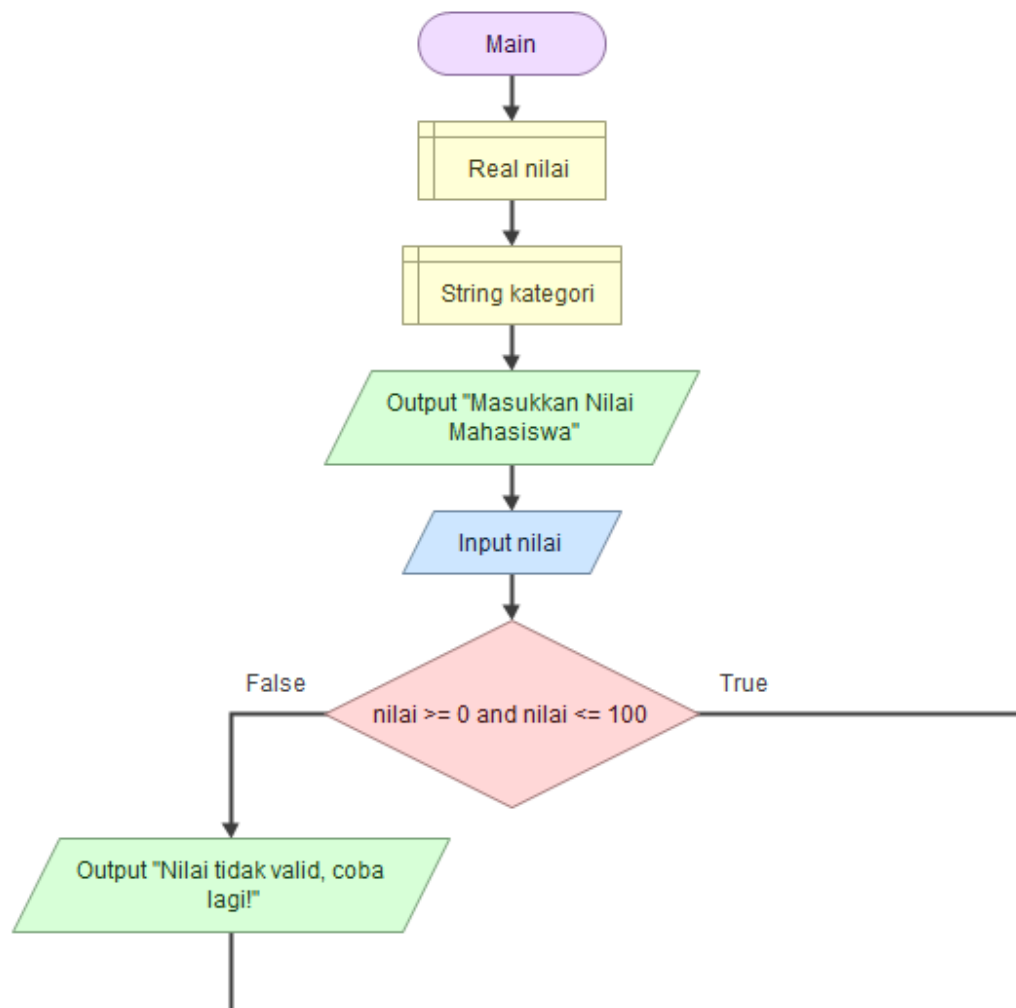 Main
Real nilai
String kategori
Output "Masukkan Nilai
Mahasiswa"
Input nilai
False
True
nilai >= 0 and nilai <= 100
Output "Nilai tidak valid, coba
lagi!"